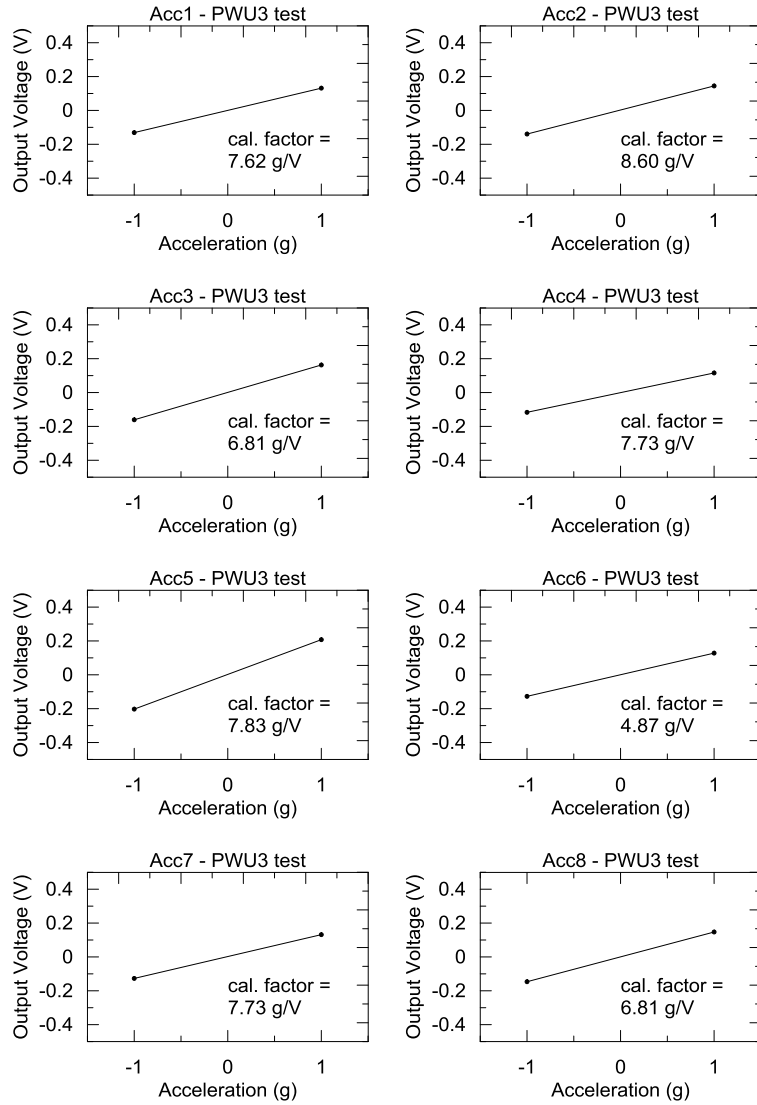 Acc1 - PWU3 test
Output Voltage (V)
0.4
0.2
0
-0.2
-0.4
cal. factor =
7.62 g/V
-1 0 1
Acceleration (g)
Acc2 - PWU3 test
Output Voltage (V)
0.4
0.2
0
-0.2
-0.4
cal. factor =
8.60 g/V
-1 0 1
Acceleration (g)
Acc3 - PWU3 test
Output Voltage (V)
0.4
0.2
0
-0.2
-0.4
cal. factor =
6.81 g/V
-1 0 1
Acceleration (g)
Acc4 - PWU3 test
Output Voltage (V)
0.4
0.2
0
-0.2
-0.4
cal. factor =
7.73 g/V
-1 0 1
Acceleration (g)
Acc5 - PWU3 test
Output Voltage (V)
0.4
0.2
0
-0.2
-0.4
cal. factor =
7.83 g/V
-1 0 1
Acceleration (g)
Acc6 - PWU3 test
Output Voltage (V)
0.4
0.2
0
-0.2
-0.4
cal. factor =
4.87 g/V
-1 0 1
Acceleration (g)
Acc7 - PWU3 test
Output Voltage (V)
0.4
0.2
0
-0.2
-0.4
cal. factor =
7.73 g/V
-1 0 1
Acceleration (g)
Acc8 - PWU3 test
Output Voltage (V)
0.4
0.2
0
-0.2
-0.4
cal. factor =
6.81 g/V
-1 0 1
Acceleration (g)